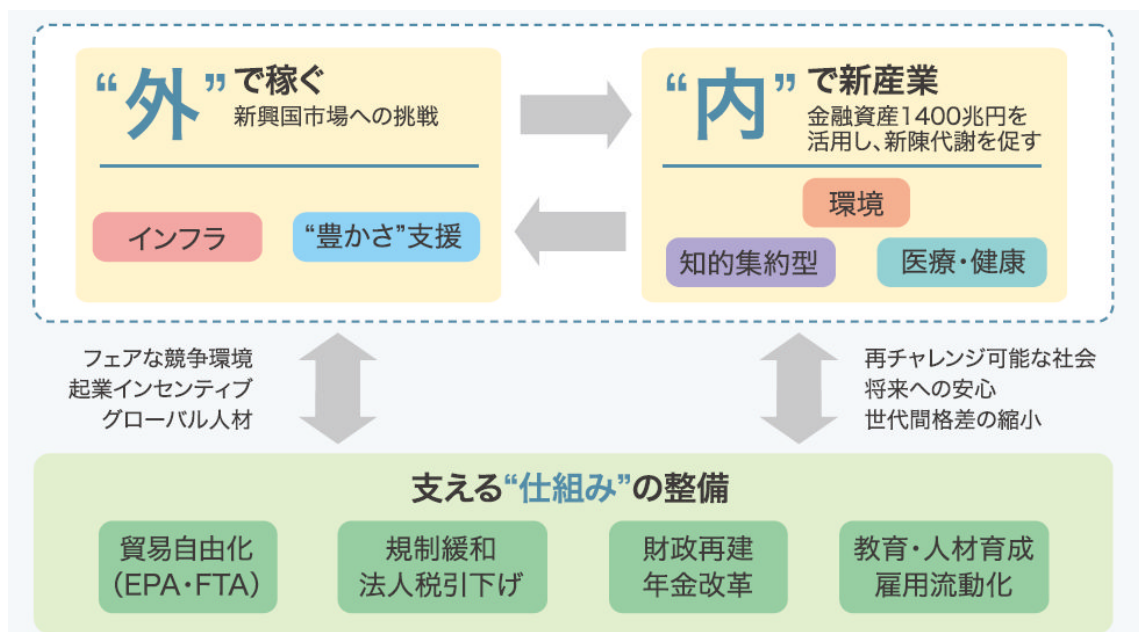 “外”で稼ぐ
新興国市場への挑戦
インフラ
“豊かさ”支援
“内”で新産業
金融資産1400兆円を
活用し、新陳代謝を促す
環境
知的集約型
医療・健康
フェアな競争環境
起業インセンティブ
グローバル人材
再チャレンジ可能な社会
将来への安心
世代間格差の縮小
支える“仕組み”の整備
貿易自由化
(EPA・FTA)
規制緩和
法人税引下げ
財政再建
年金改革
教育・人材育成
雇用流動化